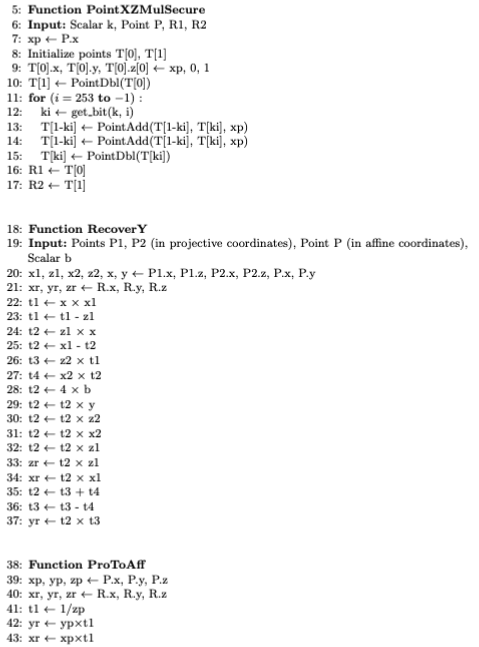 5: Function PointXZMulSecure
6: Input: Scalar k, Point P, R1, R2
7: xp ← P.x
8: Initialize points T[0], T[1]
9: T[0].x, T[0].y, T[0].z[0] ← xp, 0, 1
10: T[1] ← PointDbl(T[0])
11: for (i = 253 to −1) :
12: ki ← get_bit(k, i)
13: T[1-ki] ← PointAdd(T[1-ki], T[ki], xp)
14: T[1-ki] ← PointAdd(T[1-ki], T[ki], xp)
15: T[ki] ← PointDbl(T[ki])
16: R1 ← T[0]
17: R2 ← T[1]
18: Function RecoverY
19: Input: Points P1, P2 (in projective coordinates), Point P (in affine coordinates),
Scalar b
20: x1, z1, x2, z2, x, y ← P1.x, P1.z, P2.x, P2.z, P.x, P.y
21: xr, yr, zr ← R.x, R.y, R.z
22: t1 ← x × x1
23: t1 ← t1 - z1
24: t2 ← z1 × x
25: t2 ← x1 - t2
26: t3 ← z2 × t1
27: t4 ← x2 × t2
28: t2 ← 4 × b
29: t2 ← t2 × y
30: t2 ← t2 × z2
31: t2 ← t2 × x2
32: t2 ← t2 × z1
33: zr ← t2 × z1
34: xr ← t2 × x1
35: t2 ← t3 + t4
36: t3 ← t3 - t4
37: yr ← t2 × t3
38: Function ProToAff
39: xp, yp, zp ← P.x, P.y, P.z
40: xr, yr, zr ← R.x, R.y, R.z
41: t1 ← 1/zp
42: yr ← yp×t1
43: xr ← xp×t1